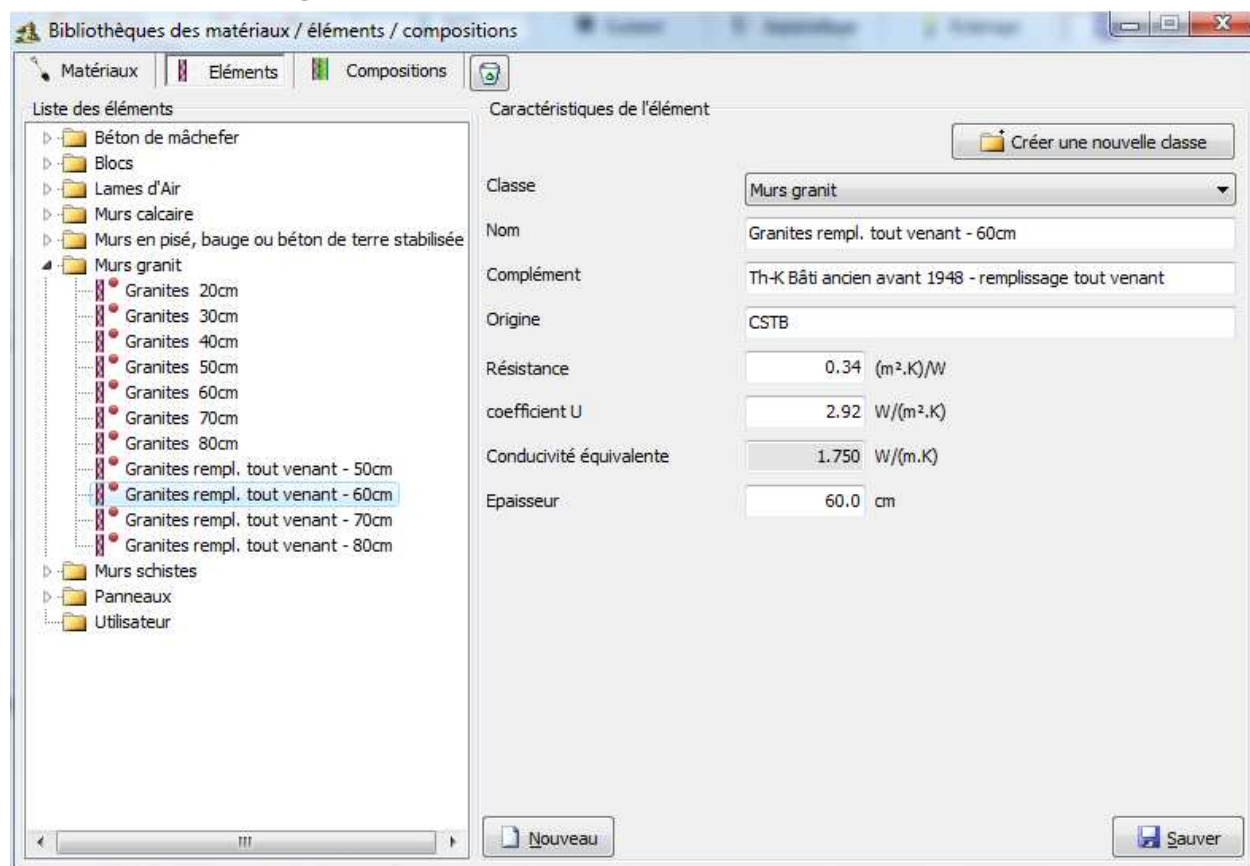 Bibliothèques des matériaux / éléments / compositions
Matériaux Eléments Compositions
Liste des éléments
Béton de mâchefer
Blocs
Lames d'Air
Murs calcaire
Murs en pisé, bauge ou béton de terre stabilisée
Murs granit
Granites 20cm
Granites 30cm
Granites 40cm
Granites 50cm
Granites 60cm
Granites 70cm
Granites 80cm
Granites rempl. tout venant - 50cm
Granites rempl. tout venant - 60cm
Granites rempl. tout venant - 70cm
Granites rempl. tout venant - 80cm
Murs schistes
Panneaux
Utilisateur
Caractéristiques de l'élément
Créer une nouvelle classe
Classe Murs granit
Nom Granites rempl. tout venant - 60cm
Complément Th-K Bâti ancien avant 1948 - remplissage tout venant
Origine CSTB
Résistance 0.34 (m².K)/W
coefficient U 2.92 W/(m².K)
Conducivité équivalente 1.750 W/(m.K)
Epaisseur 60.0 cm
Nouveau Sauver